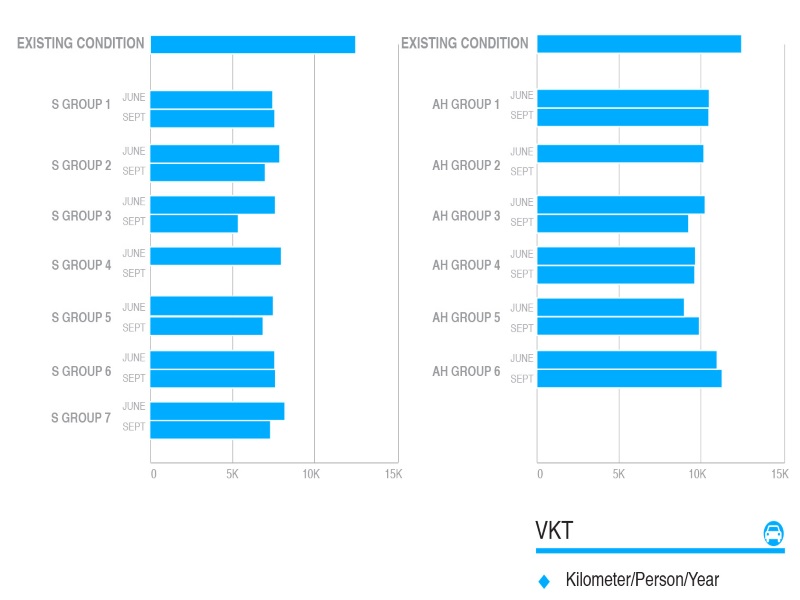 EXISTING CONDITION
S GROUP 1
JUNE
SEPT
S GROUP 2
JUNE
SEPT
S GROUP 3
JUNE
SEPT
S GROUP 4
JUNE
SEPT
S GROUP 5
JUNE
SEPT
S GROUP 6
JUNE
SEPT
S GROUP 7
JUNE
SEPT
0 5K 10K 15K
EXISTING CONDITION
AH GROUP 1
JUNE
SEPT
AH GROUP 2
JUNE
SEPT
AH GROUP 3
JUNE
SEPT
AH GROUP 4
JUNE
SEPT
AH GROUP 5
JUNE
SEPT
AH GROUP 6
JUNE
SEPT
0 5K 10K 15K
VKT
Kilometer/Person/Year